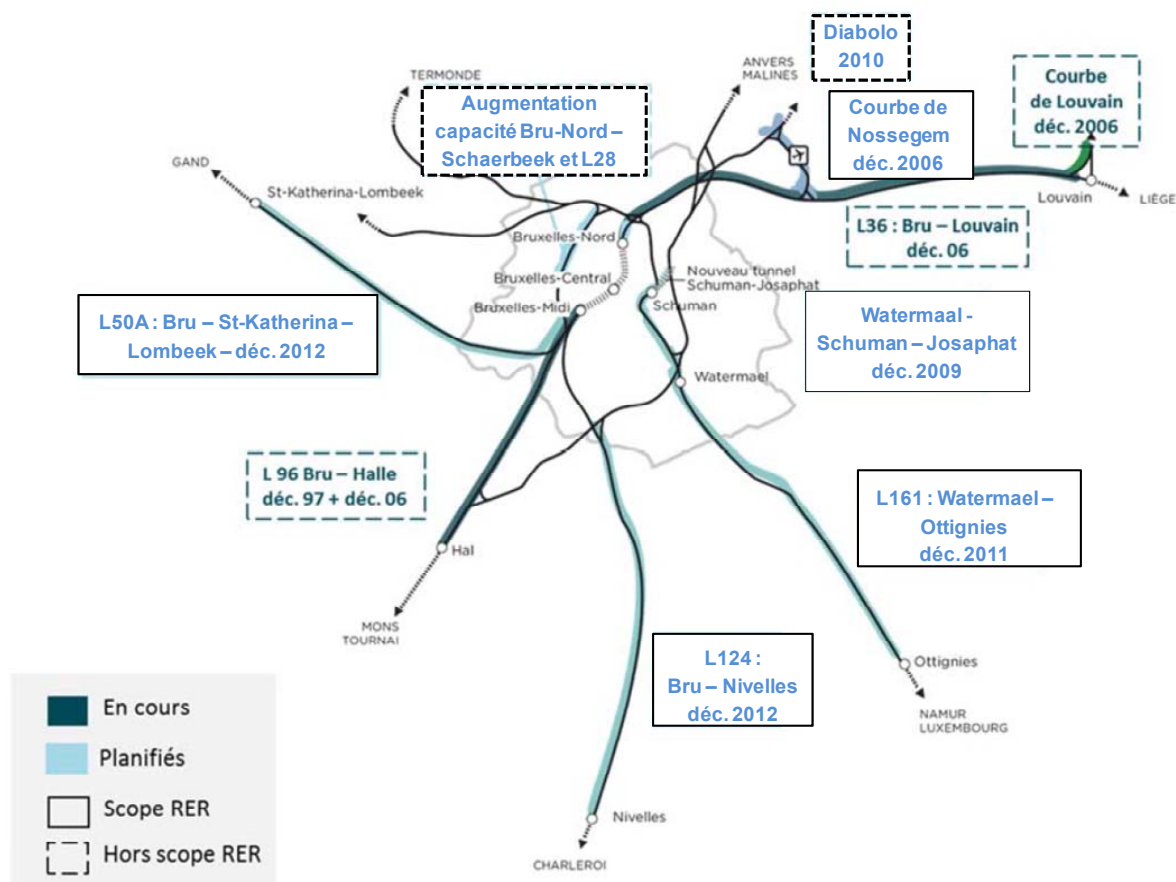 Diabolo
2010
TERMONDE
ANVERS
MALINES
Courbe
de Louvain
déc. 2006
Augmentation
capacité Bru-Nord –
Schaerbeek et L28
Courbe de
Nossegem
déc. 2006
GAND
St-Katherina-Lombeek
Louvain
LIÈGE
L36 : Bru – Louvain
déc. 06
Bruxelles-Nord
Bruxelles-Central
Nouveau tunnel
Schuman-Josaphat
Bruxelles-Midi
Schuman
L50A : Bru – St-Katherina –
Lombeek – déc. 2012
Watermaal -
Schuman – Josaphat
déc. 2009
Watermael
L 96 Bru – Halle
déc. 97 + déc. 06
L161 : Watermael –
Ottignies
déc. 2011
Hal
MONS
TOURNAI
L124 :
Bru – Nivelles
déc. 2012
Ottignies
NAMUR
LUXEMBOURG
En cours
Planifiés
Scope RER
Hors scope RER
Nivelles
CHARLEROI